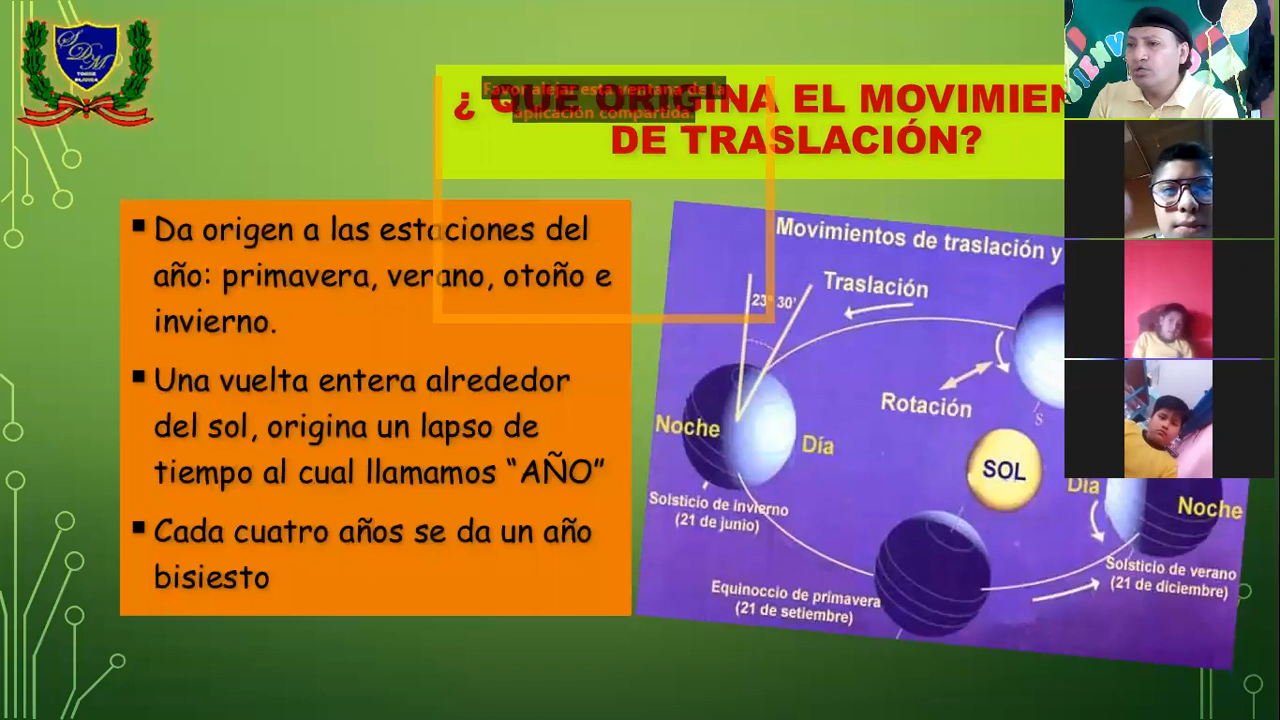 SDM
¿ QUE ORIGINA EL MOVIMIEN
DE TRASLACIÓN?
Favor alejar esta ventana de la
aplicación compartida.
▪ Da origen a las estaciones del
año: primavera, verano, otoño e
invierno.
▪ Una vuelta entera alrededor
del sol, origina un lapso de
tiempo al cual llamamos “AÑO”
▪ Cada cuatro años se da un año
bisiesto
Movimientos de traslación y
Traslación
23° 30'
Rotación
S
Noche
Día
SOL
Día
Noche
Solsticio de invierno
(21 de junio)
Solsticio de verano
(21 de diciembre)
Equinoccio de primavera
(21 de setiembre)
BIENV